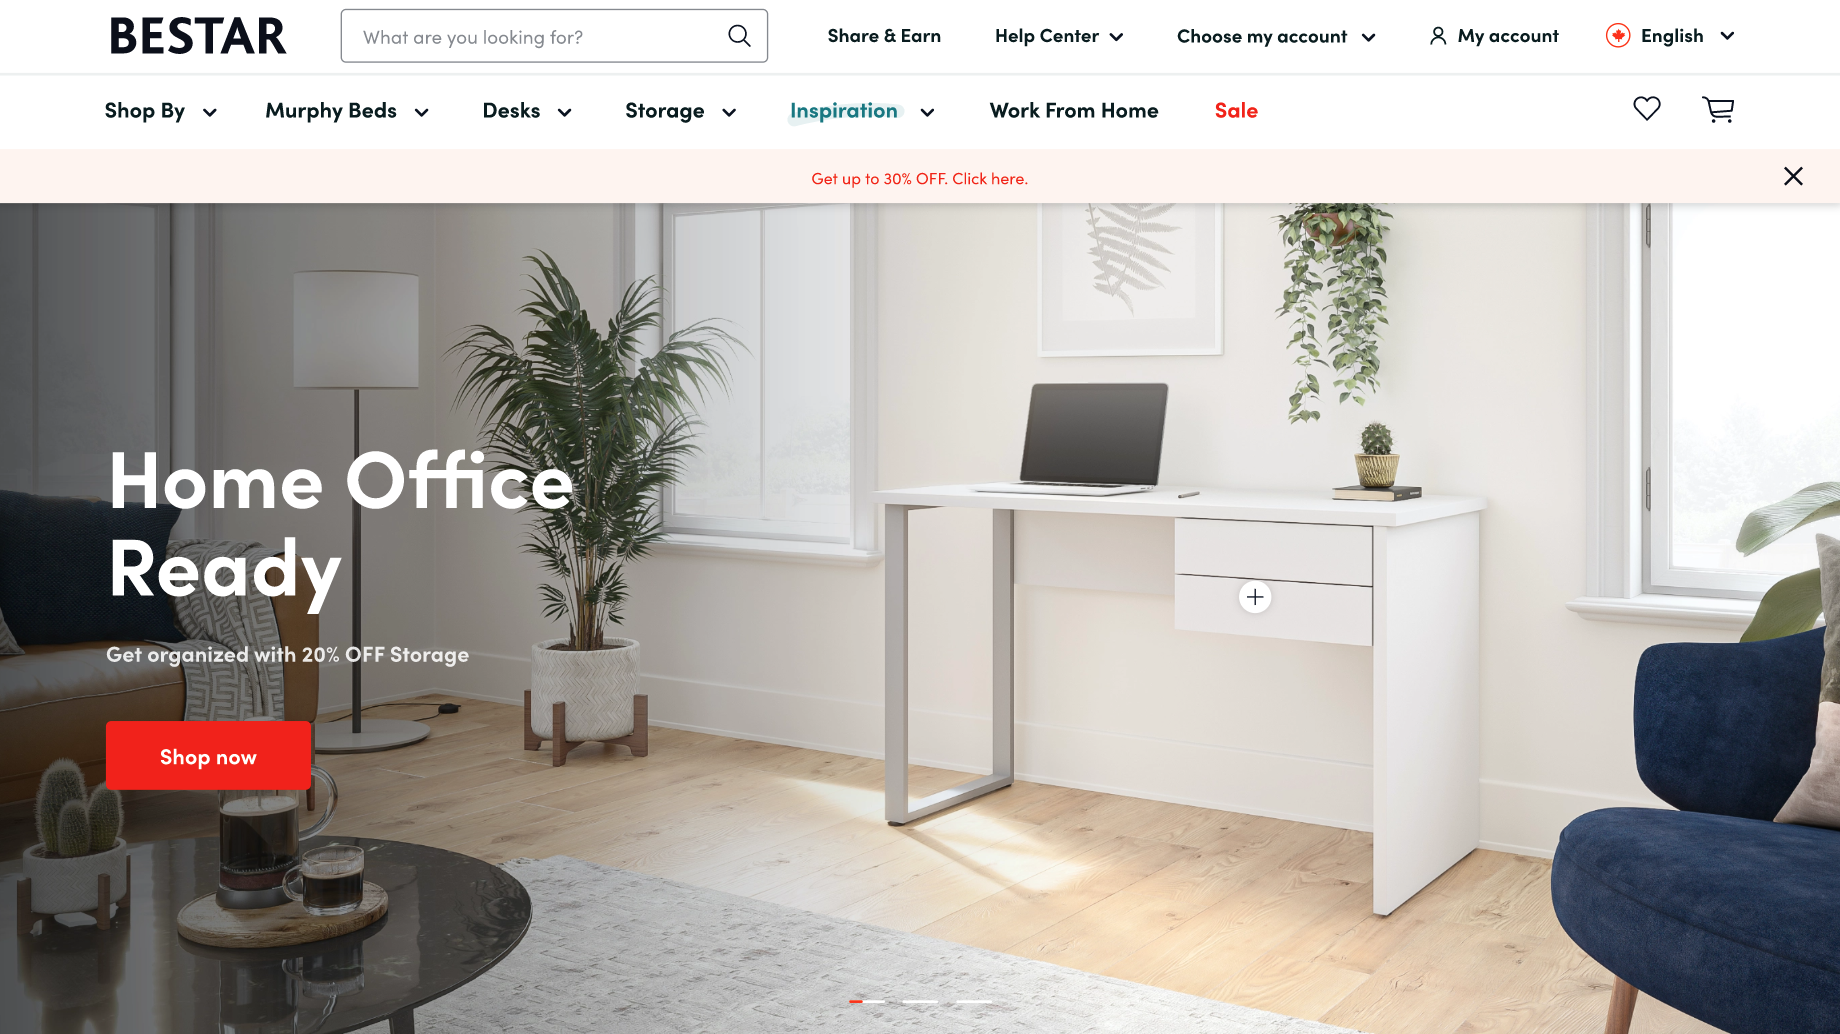 BESTAR
What are you looking for?
Share & Earn
Help Center
Choose my account
My account
English
Shop By
Murphy Beds
Desks
Storage
Inspiration
Work From Home
Sale
Get up to 30% OFF. Click here.
Home Office
Ready
Get organized with 20% OFF Storage
Shop now